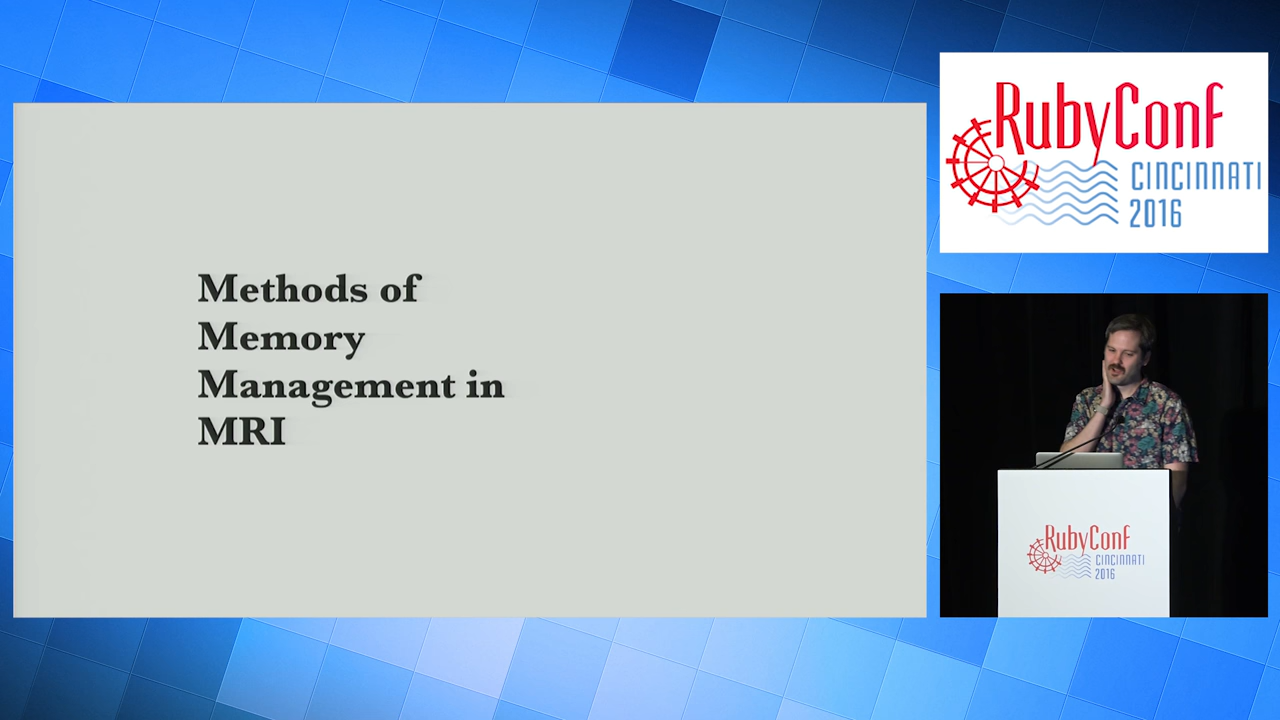 Methods of
Memory
Management in
MRI
RubyConf
CINCINNATI
2016
RubyConf
CINCINNATI
2016